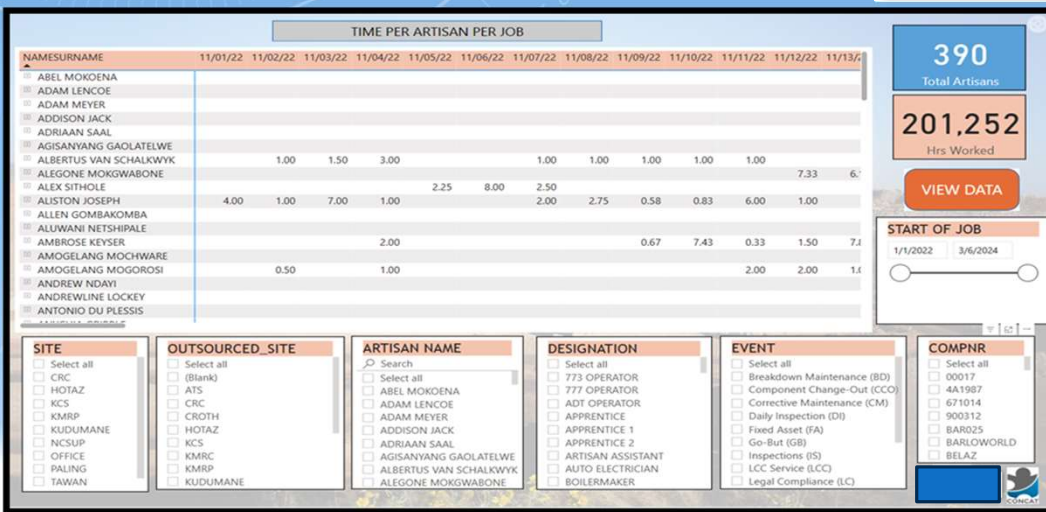 TIME PER ARTISAN PER JOB
NAMESURNAME 11/01/22 11/02/22 11/03/22 11/04/22 11/05/22 11/06/22 11/07/22 11/08/22 11/09/22 11/10/22 11/11/22 11/12/22
ABEL MOKOENA
ADAM LENCOE
ADAM MEYER
ADDISON JACK
ADRIAAN SAAL
AGISANYANG GAOLATELWE
ALBERTUS VAN SCHALKWYK 1.00 1.50 3.00 1.00 1.00 1.00 1.00 1.00
ALEGONE MOKGWABONE 7.33
ALEX SITHOLE 2.25 8.00 2.50
ALISTON JOSEPH 4.00 1.00 7.00 1.00 2.00 2.75 0.58 0.83 6.00 1.00
ALLEN GOMBAKOMBA
ALUWANI NETSHIPALE
AMBROSE KEYSER 2.00 0.67 7.43 0.33 1.50
AMOGELANG MOCHWARE
AMOGELANG MOGOROSI 0.50 1.00 2.00 2.00
ANDREW NDAYI
ANDREWLINE LOCKEY
ANTONIO DU PLESSIS
390
Total Artisans
201,252
Hrs Worked
VIEW DATA
START OF JOB
1/1/2022 3/6/2024
SITE
Select all
CRC
HOTAZ
KCS
KMRP
KUDUMANE
NCSUP
OFFICE
PALING
TAWAN
OUTSOURCED_SITE
Select all
(Blank)
ATS
CRC
CROTH
HOTAZ
KCS
KMRC
KMRP
KUDUMANE
ARTISAN NAME
Search
Select all
ABEL MOKOENA
ADAM LENCOE
ADAM MEYER
ADDISON JACK
ADRIAAN SAAL
AGISANYANG GAOLATELWE
ALBERTUS VAN SCHALKWYK
ALEGONE MOKGWABONE
DESIGNATION
Select all
773 OPERATOR
777 OPERATOR
ADT OPERATOR
APPRENTICE
APPRENTICE 1
APPRENTICE 2
ARTISAN ASSISTANT
AUTO ELECTRICIAN
BOILERMAKER
EVENT
Select all
Breakdown Maintenance (BD)
Component Change-Out (CCO)
Corrective Maintenance (CM)
Daily Inspection (DI)
Fixed Asset (FA)
Go-But (GB)
Inspections (IS)
LCC Service (LCC)
Legal Compliance (LC)
COMPNR
Select all
00017
4A1987
671014
900312
BAR025
BARLOWORLD
BELAZ
CONCAT